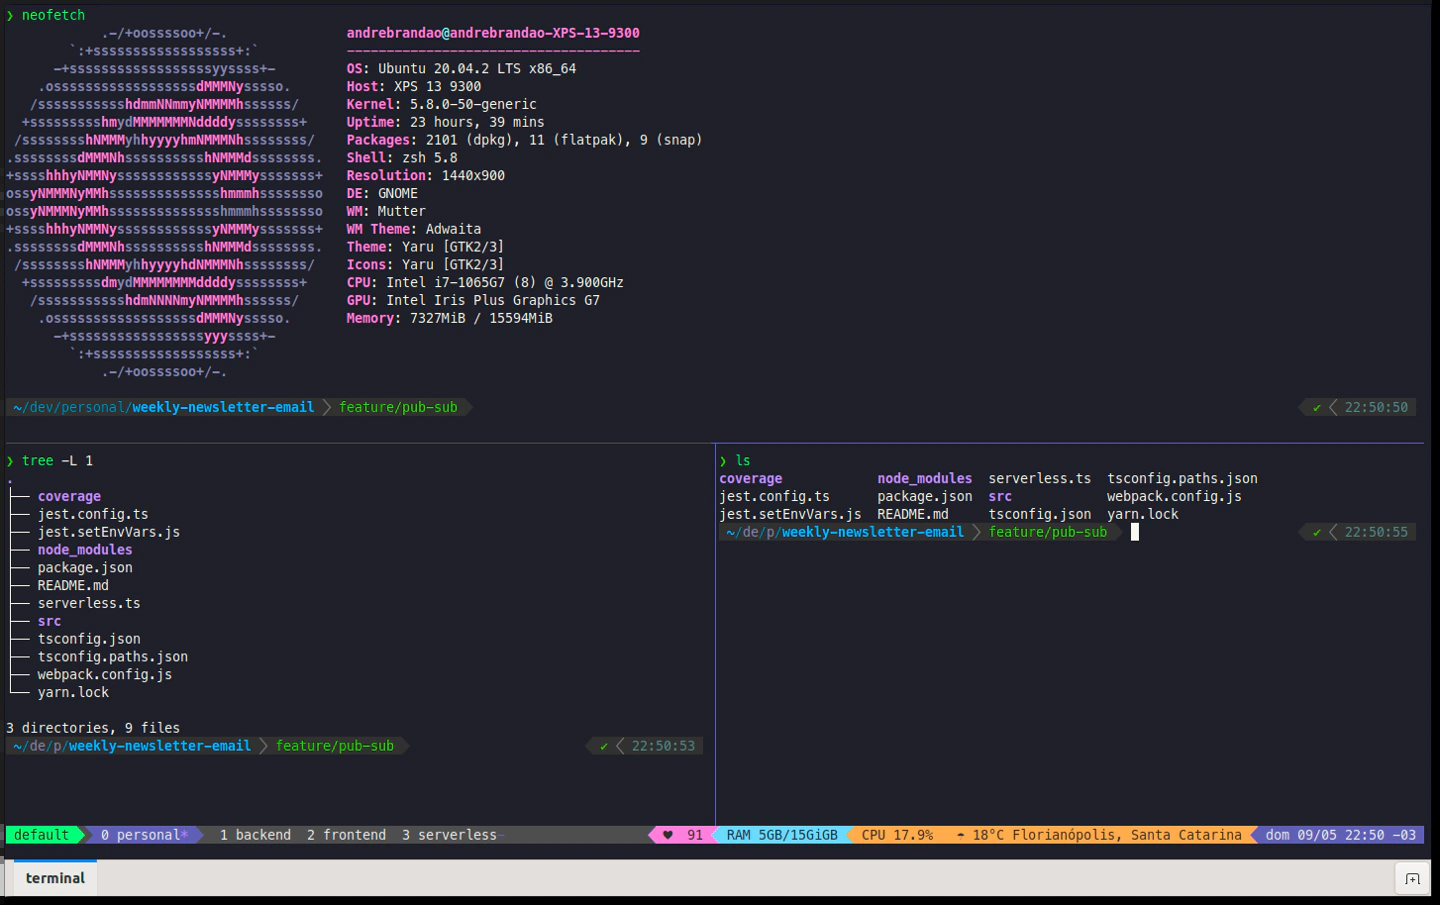 ❯ neofetch
.-/+oossssoo+/-.
`:+ssssssssssssssssss+:`
-+ssssssssssssssssssyyssss+-
.ossssssssssssssssssdMMMNysssso.
/ssssssssssshdmmNNmmyNMMMMhssssss/
+ssssssssshmydMMMMMMMNddddyssssssss+
/sssssssshNMMMyhhyyyyhmNMMMNhssssssss/
.ssssssssdMMMNhsssssssssshNMMMdssssssss.
+sssshhhyNMMNyssssssssssssyNMMMysssssss+
ossyNMMMNyMMhsssssssssssssshmmmhssssssso
ossyNMMMNyMMhsssssssssssssshmmmhssssssso
+sssshhhyNMMNyssssssssssssyNMMMysssssss+
.ssssssssdMMMNhsssssssssshNMMMdssssssss.
/sssssssshNMMMyhhyyyyhdNMMMNhssssssss/
+sssssssssdmydMMMMMMMMddddyssssssss+
/ssssssssssshdmNNNNmyNMMMMhssssss/
.ossssssssssssssssssdMMMNysssso.
-+sssssssssssssssssyyyssss+-
`:+ssssssssssssssssss+:`
.-/+oossssoo+/-.
andrebrandao@andrebrandao-XPS-13-9300
-------------------------------------
OS: Ubuntu 20.04.2 LTS x86_64
Host: XPS 13 9300
Kernel: 5.8.0-50-generic
Uptime: 23 hours, 39 mins
Packages: 2101 (dpkg), 11 (flatpak), 9 (snap)
Shell: zsh 5.8
Resolution: 1440x900
DE: GNOME
WM: Mutter
WM Theme: Adwaita
Theme: Yaru [GTK2/3]
Icons: Yaru [GTK2/3]
CPU: Intel i7-1065G7 (8) @ 3.900GHz
GPU: Intel Iris Plus Graphics G7
Memory: 7327MiB / 15594MiB
~/dev/personal/weekly-newsletter-email feature/pub-sub ✔ 22:50:50
❯ tree -L 1
.
├── coverage
├── jest.config.ts
├── jest.setEnvVars.js
├── node_modules
├── package.json
├── README.md
├── serverless.ts
├── src
├── tsconfig.json
├── tsconfig.paths.json
├── webpack.config.js
└── yarn.lock
3 directories, 9 files
~/de/p/weekly-newsletter-email feature/pub-sub ✔ 22:50:53
❯ ls
coverage node_modules serverless.ts tsconfig.paths.json
jest.config.ts package.json src webpack.config.js
jest.setEnvVars.js README.md tsconfig.json yarn.lock
~/de/p/weekly-newsletter-email feature/pub-sub ✔ 22:50:55
default 0 personal* 1 backend 2 frontend 3 serverless- ♥ 91 RAM 5GB/15GiGB CPU 17.9% ☂ 18°C Florianópolis, Santa Catarina dom 09/05 22:50 -03
terminal